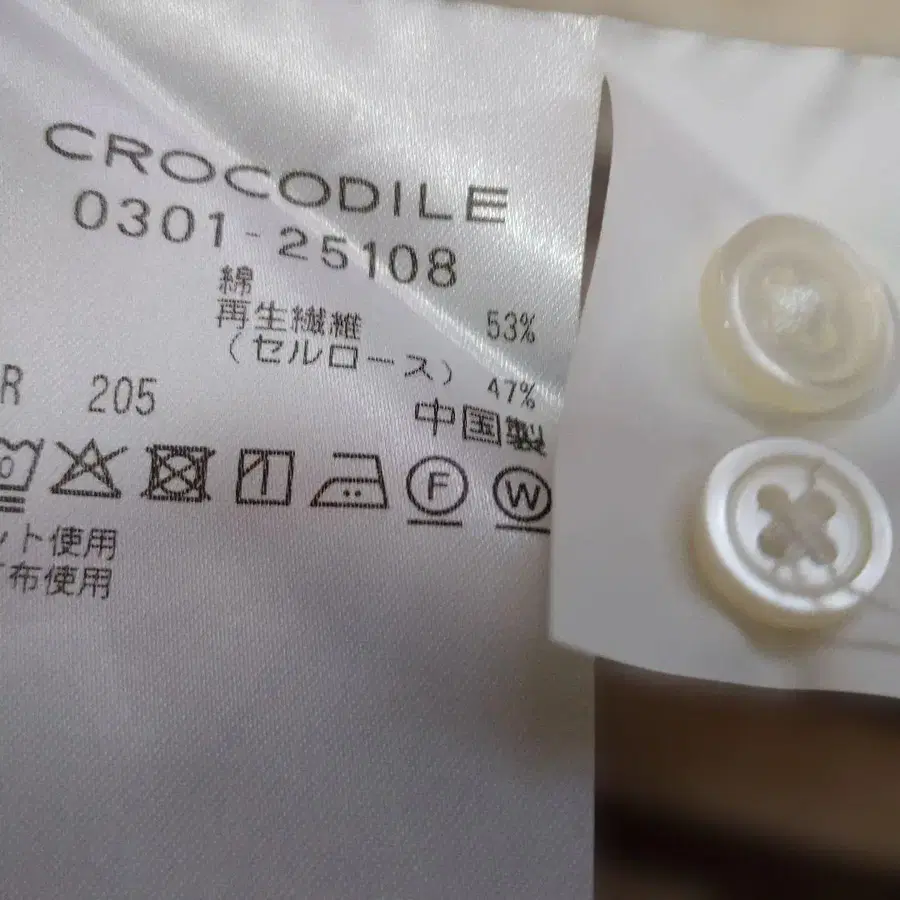 CROCODILE
0301-25108
綿 53%
再生繊維
(セルロース) 47%
R 205
中国製
F W
ット使用
布使用